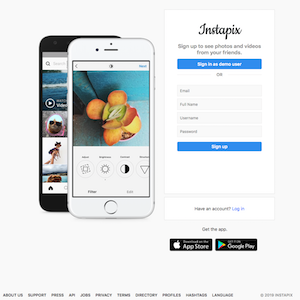 Instapix
Sign up to see photos and videos
from your friends.
Sign in as demo user
OR
Email
Full Name
Username
Password
Sign up
Have an account? Log in
Get the app.
Download on the
App Store
GET IT ON
Google Play
Filter
Edit
ABOUT US SUPPORT PRESS API JOBS PRIVACY TERMS DIRECTORY PROFILES HASHTAGS LANGUAGE
© 2019 INSTAPIX